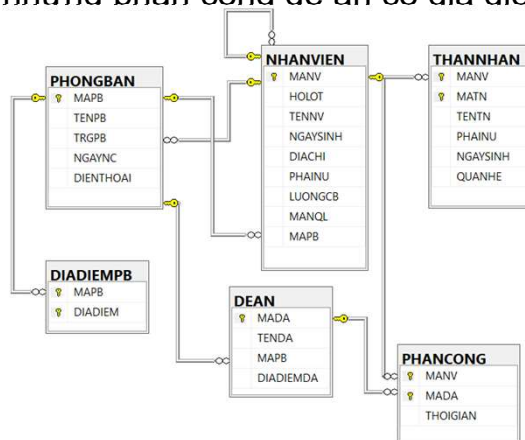 PHONGBAN
MAPB
TENPB
TRGPB
NGAYNC
DIENTHOAI
NHANVIEN
MANV
HOLOT
TENNV
NGAYSINH
DIACHI
PHAINU
LUONGCB
MANQL
MAPB
THANNHAN
MANV
MATN
TENTN
PHAINU
NGAYSINH
QUANHE
DIADIEMPB
MAPB
DIADIEM
DEAN
MADA
TENDA
MAPB
DIADIEMDA
PHANCONG
MANV
MADA
THOIGIAN